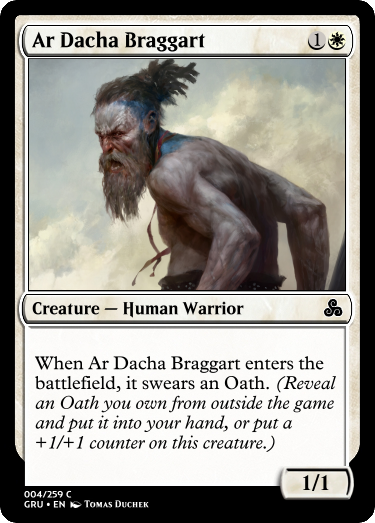 Ar Dacha Braggart 1
Creature — Human Warrior
When Ar Dacha Braggart enters the
battlefield, it swears an Oath. (Reveal
an Oath you own from outside the game
and put it into your hand, or put a
+1/+1 counter on this creature.)
1/1
004/259 C
GRU • EN Tomas Duchek